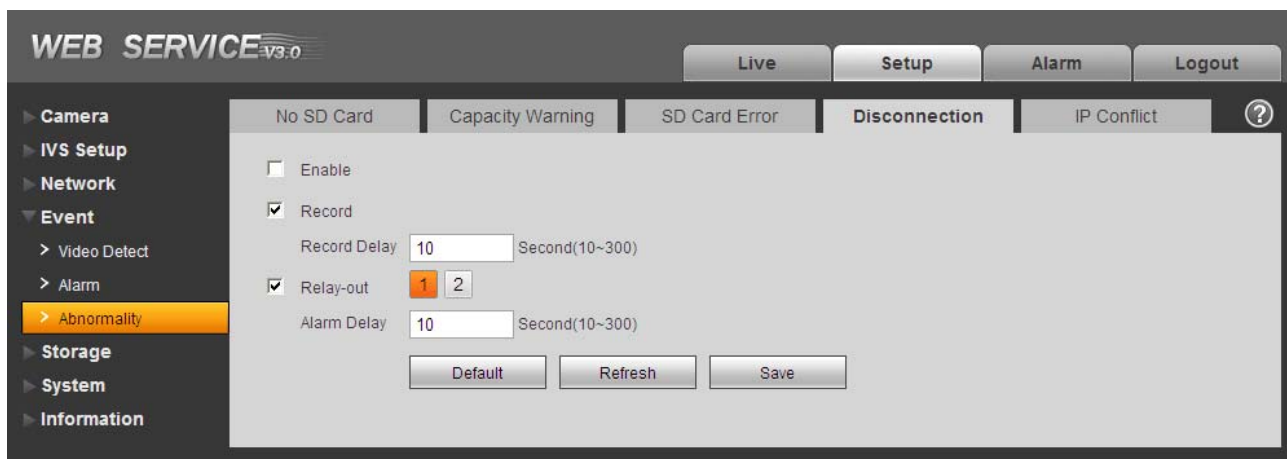 WEB SERVICE V3.0
Live
Setup
Alarm
Logout
Camera
IVS Setup
Network
Event
> Video Detect
> Alarm
> Abnormality
Storage
System
Information
No SD Card
Capacity Warning
SD Card Error
Disconnection
IP Conflict
?
Enable
Record
Record Delay 10 Second(10~300)
Relay-out 1 2
Alarm Delay 10 Second(10~300)
Default Refresh Save